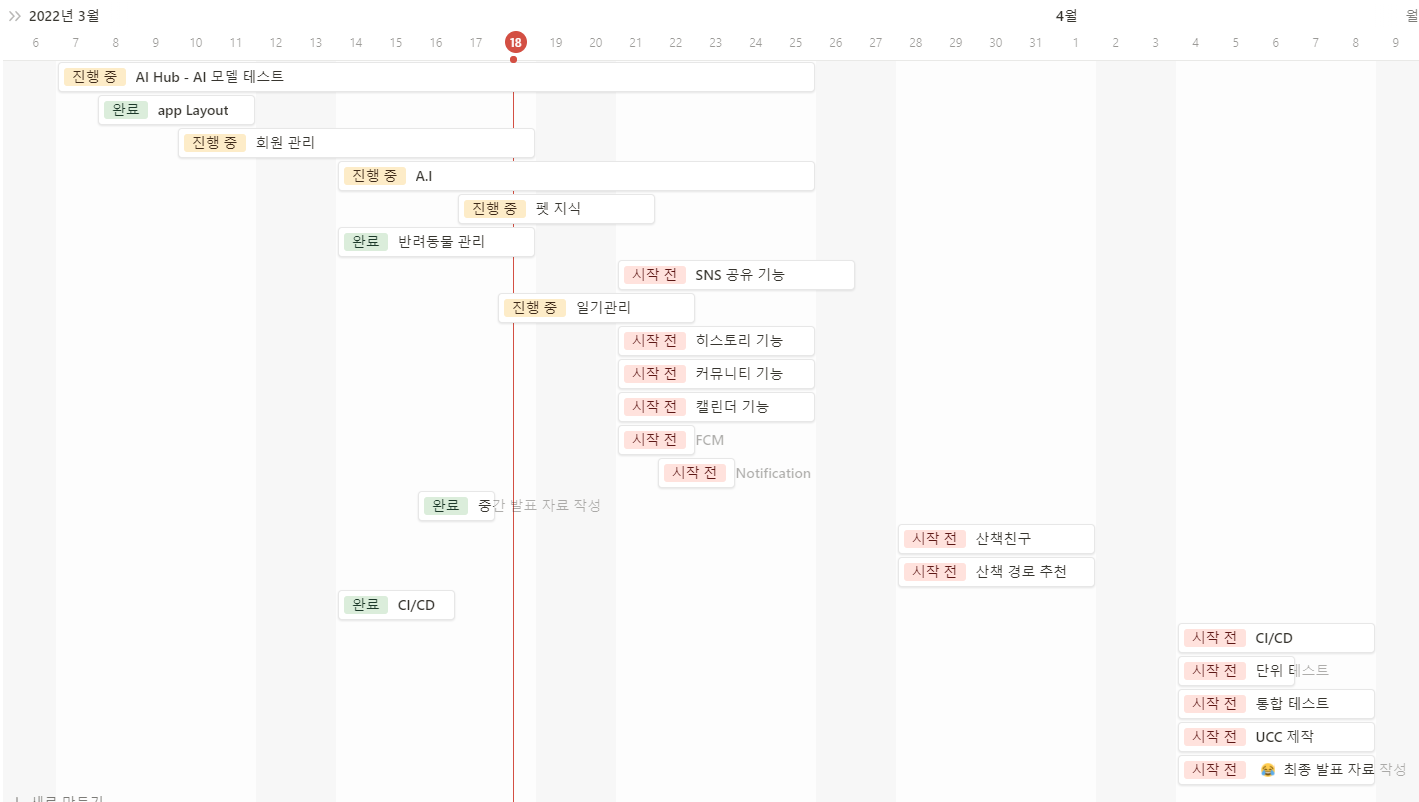 2022년 3월 4월 월
6 7 8 9 10 11 12 13 14 15 16 17 18 19 20 21 22 23 24 25 26 27 28 29 30 31 1 2 3 4 5 6 7 8 9
진행 중 AI Hub - AI 모델 테스트
완료 app Layout
진행 중 회원 관리
진행 중 A.I
진행 중 펫 지식
완료 반려동물 관리
시작 전 SNS 공유 기능
진행 중 일기관리
시작 전 히스토리 기능
시작 전 커뮤니티 기능
시작 전 캘린더 기능
시작 전 FCM
시작 전 Notification
완료 중간 발표 자료 작성
시작 전 산책친구
시작 전 산책 경로 추천
완료 CI/CD
시작 전 CI/CD
시작 전 단위 테스트
시작 전 통합 테스트
시작 전 UCC 제작
시작 전 😂 최종 발표 자료 작성
새로 만들기